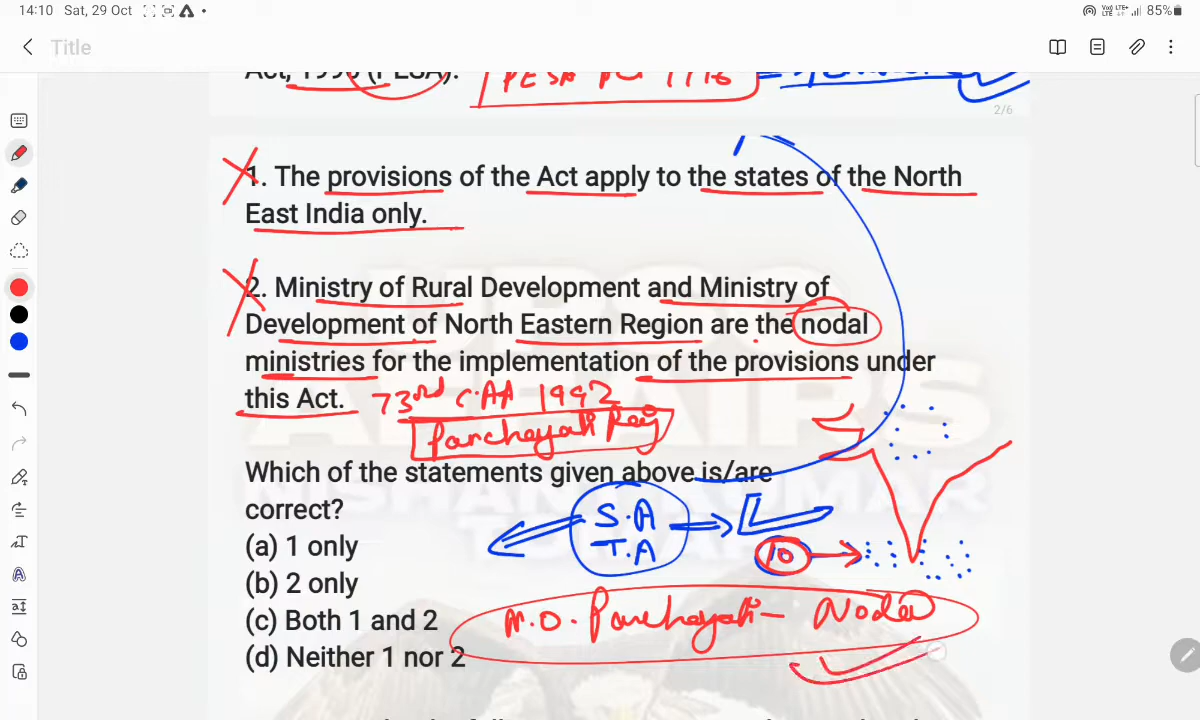 14:10 Sat, 29 Oct
85%
Title
Act, 1996 (PESA).
PESA Act 1996
2/6
1. The provisions of the Act apply to the states of the North
East India only.
2. Ministry of Rural Development and Ministry of
Development of North Eastern Region are the nodal
ministries for the implementation of the provisions under
this Act.
73rd C.AA 1992
Panchayati Raj
Which of the statements given above is/are
correct?
S.A
T.A
10
(a) 1 only
(b) 2 only
(c) Both 1 and 2
M.O. Panchayati - Nodal
(d) Neither 1 nor 2